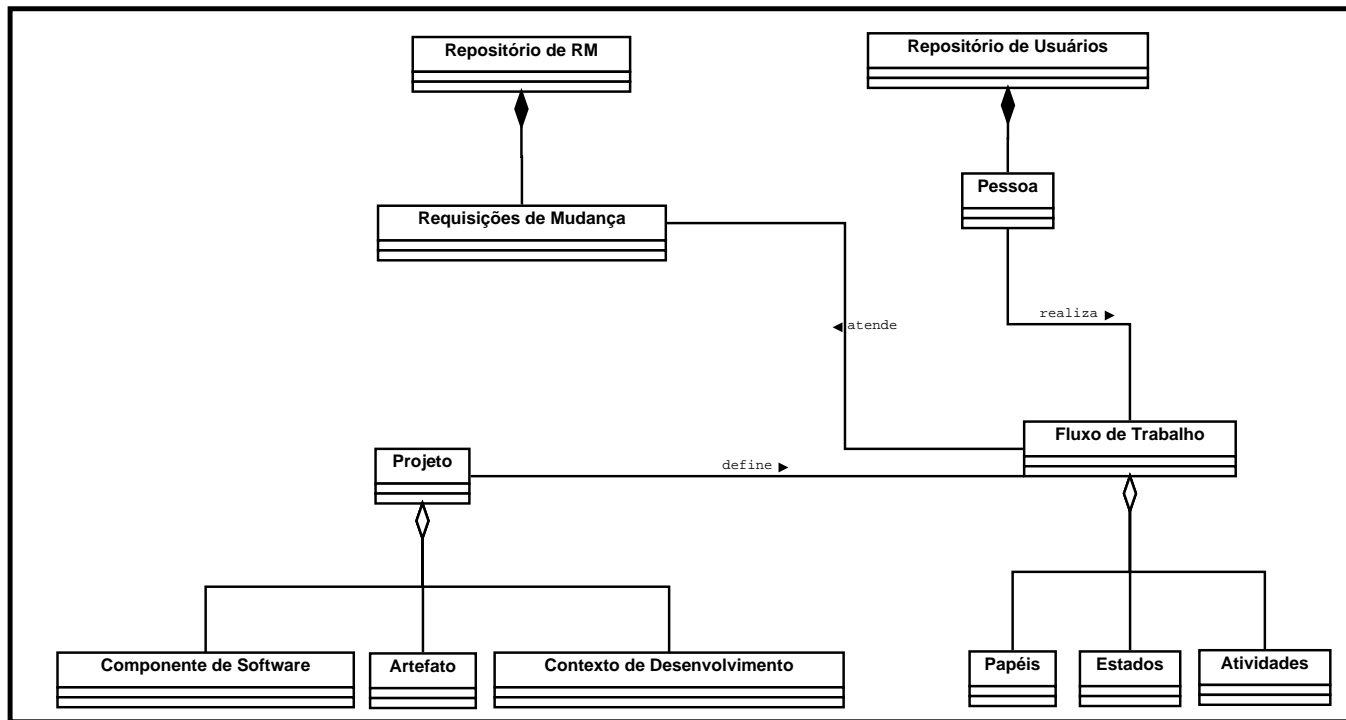 Repositório de RM
Repositório de Usuários
Pessoa
Requisições de Mudança
realiza ▶
◀ atende
Fluxo de Trabalho
Projeto
define ▶
Componente de Software
Artefato
Contexto de Desenvolvimento
Papéis
Estados
Atividades